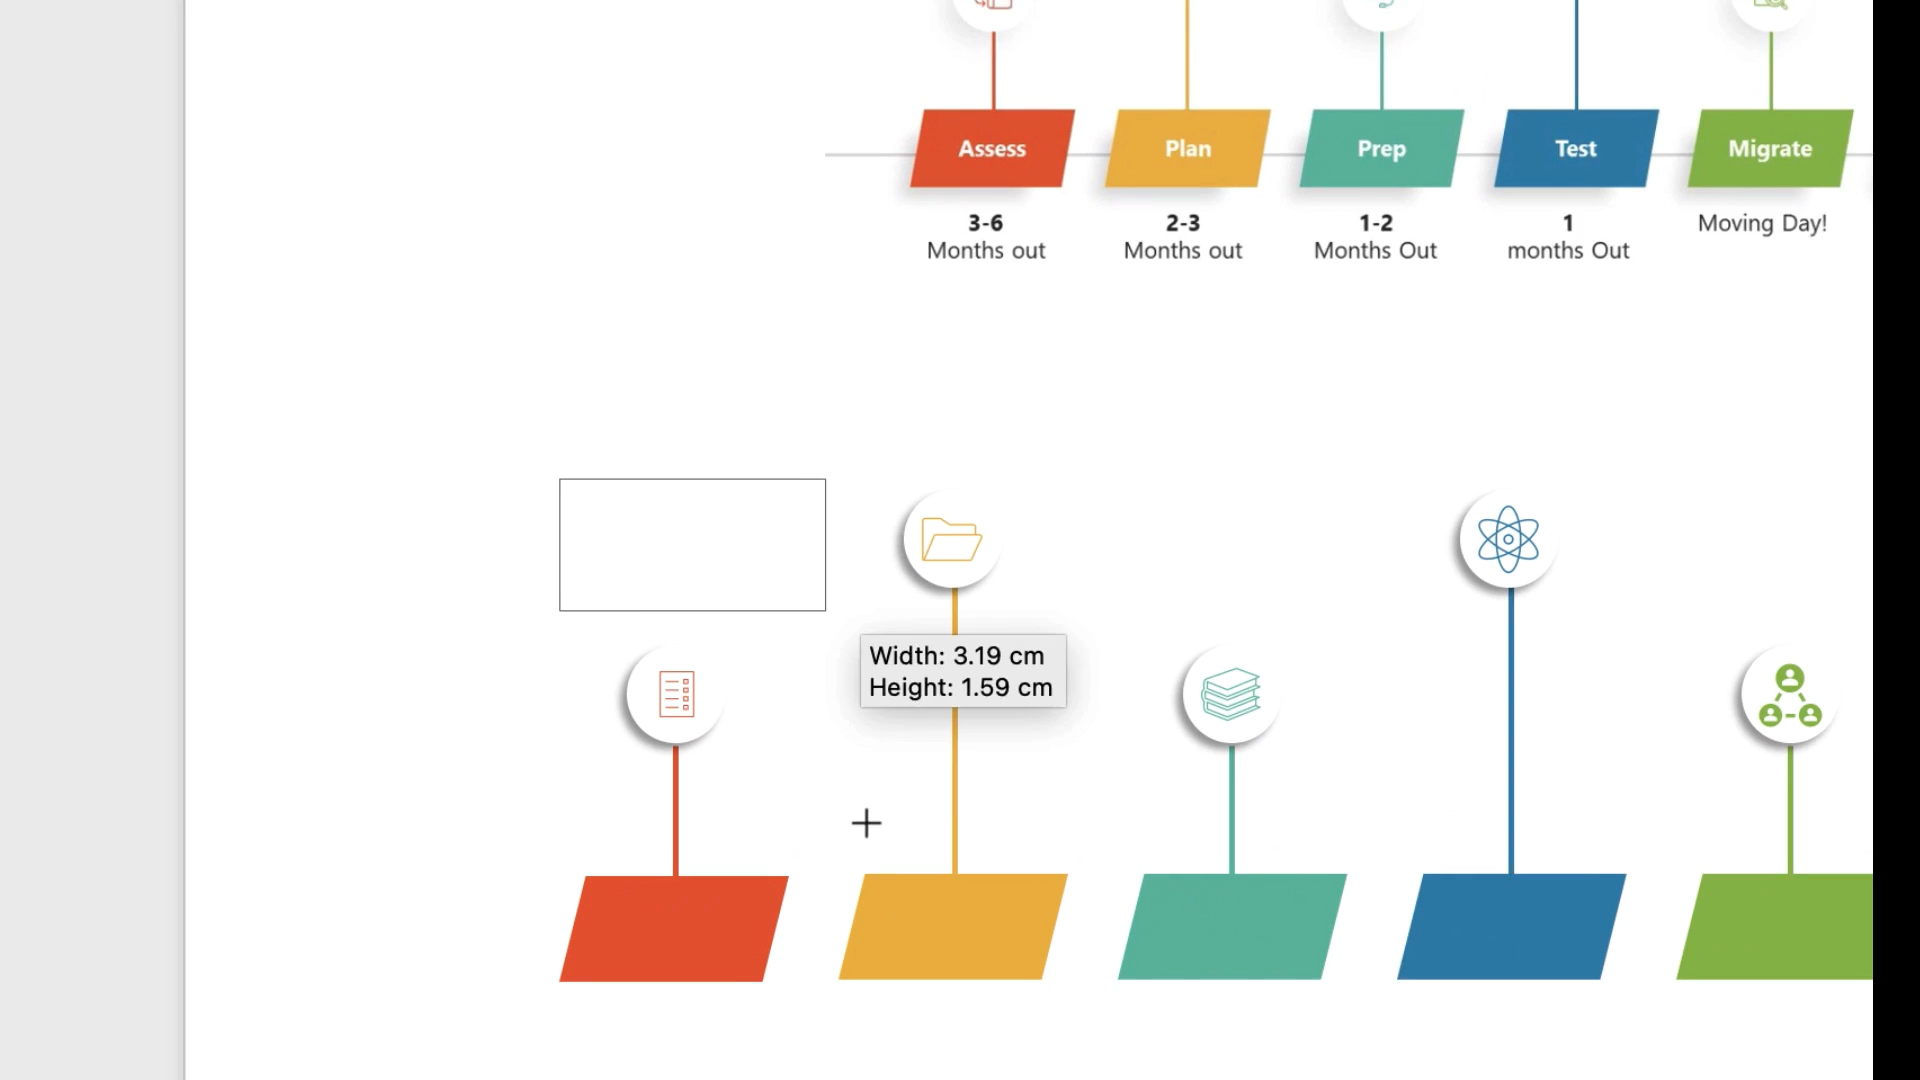 Assess
Plan
Prep
Test
Migrate
3-6
Months out
2-3
Months out
1-2
Months Out
1
months Out
Moving Day!
Width: 3.19 cm
Height: 1.59 cm